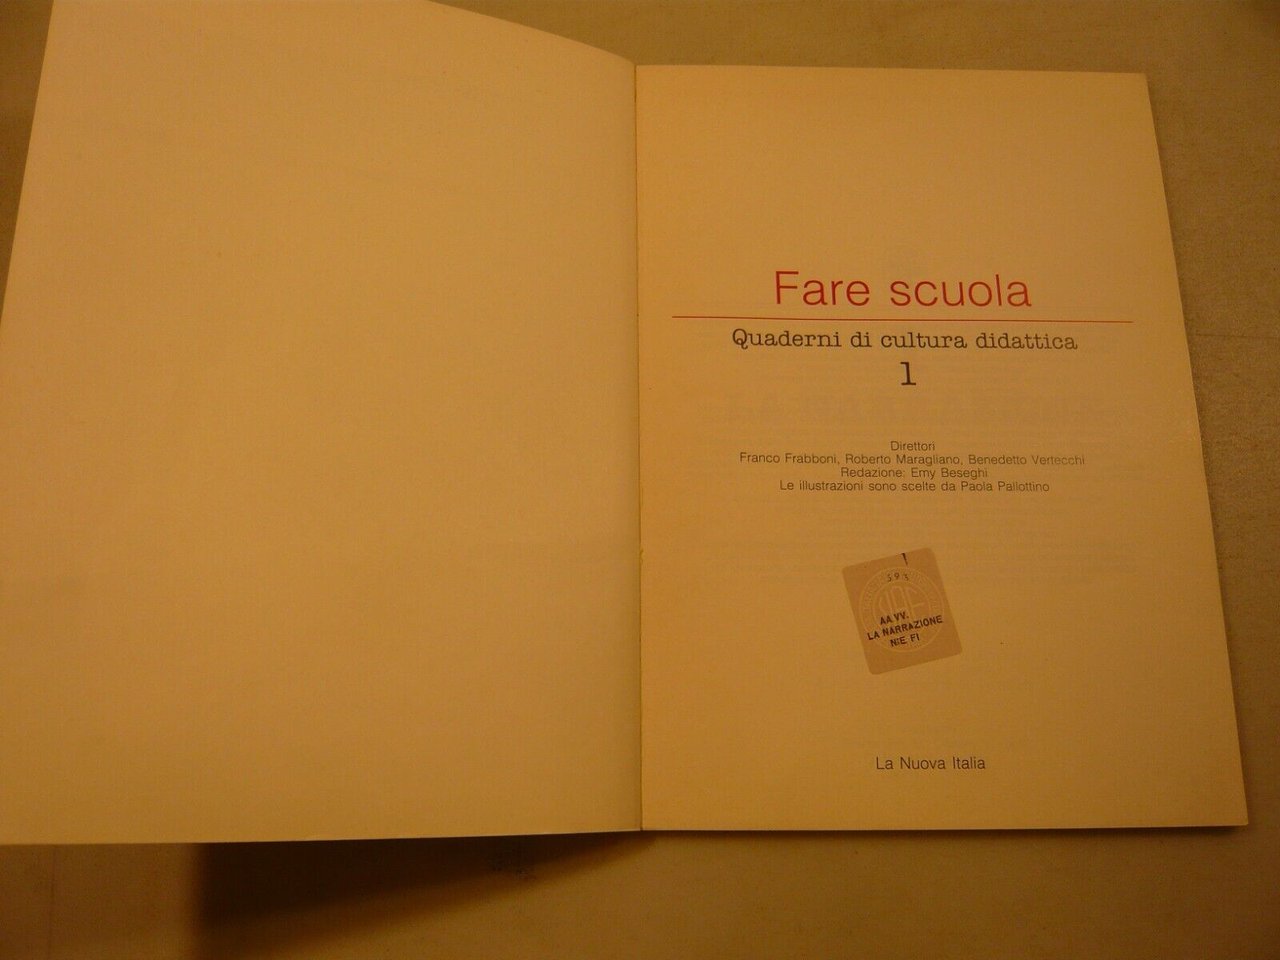 Fare scuola
Quaderni di cultura didattica
1
Direttori
Franco Frabboni, Roberto Maragliano, Benedetto Vertecchi
Redazione: Emy Beseghi
Le illustrazioni sono scelte da Paola Pallottino
AA.VV.
LA NARRAZIONE
N.E FI
La Nuova Italia